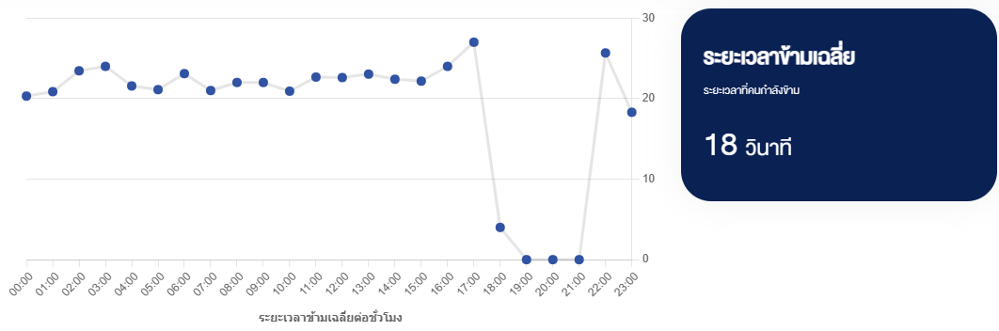 30
20
10
0
00:00 01:00 02:00 03:00 04:00 05:00 06:00 07:00 08:00 09:00 10:00 11:00 12:00 13:00 14:00 15:00 16:00 17:00 18:00 19:00 20:00 21:00 22:00 23:00
ระยะเวลาข้ามเฉลี่ยต่อชั่วโมง
ระยะเวลาข้ามเฉลี่ย
ระยะเวลาที่คนกำลังข้าม
18 วินาที